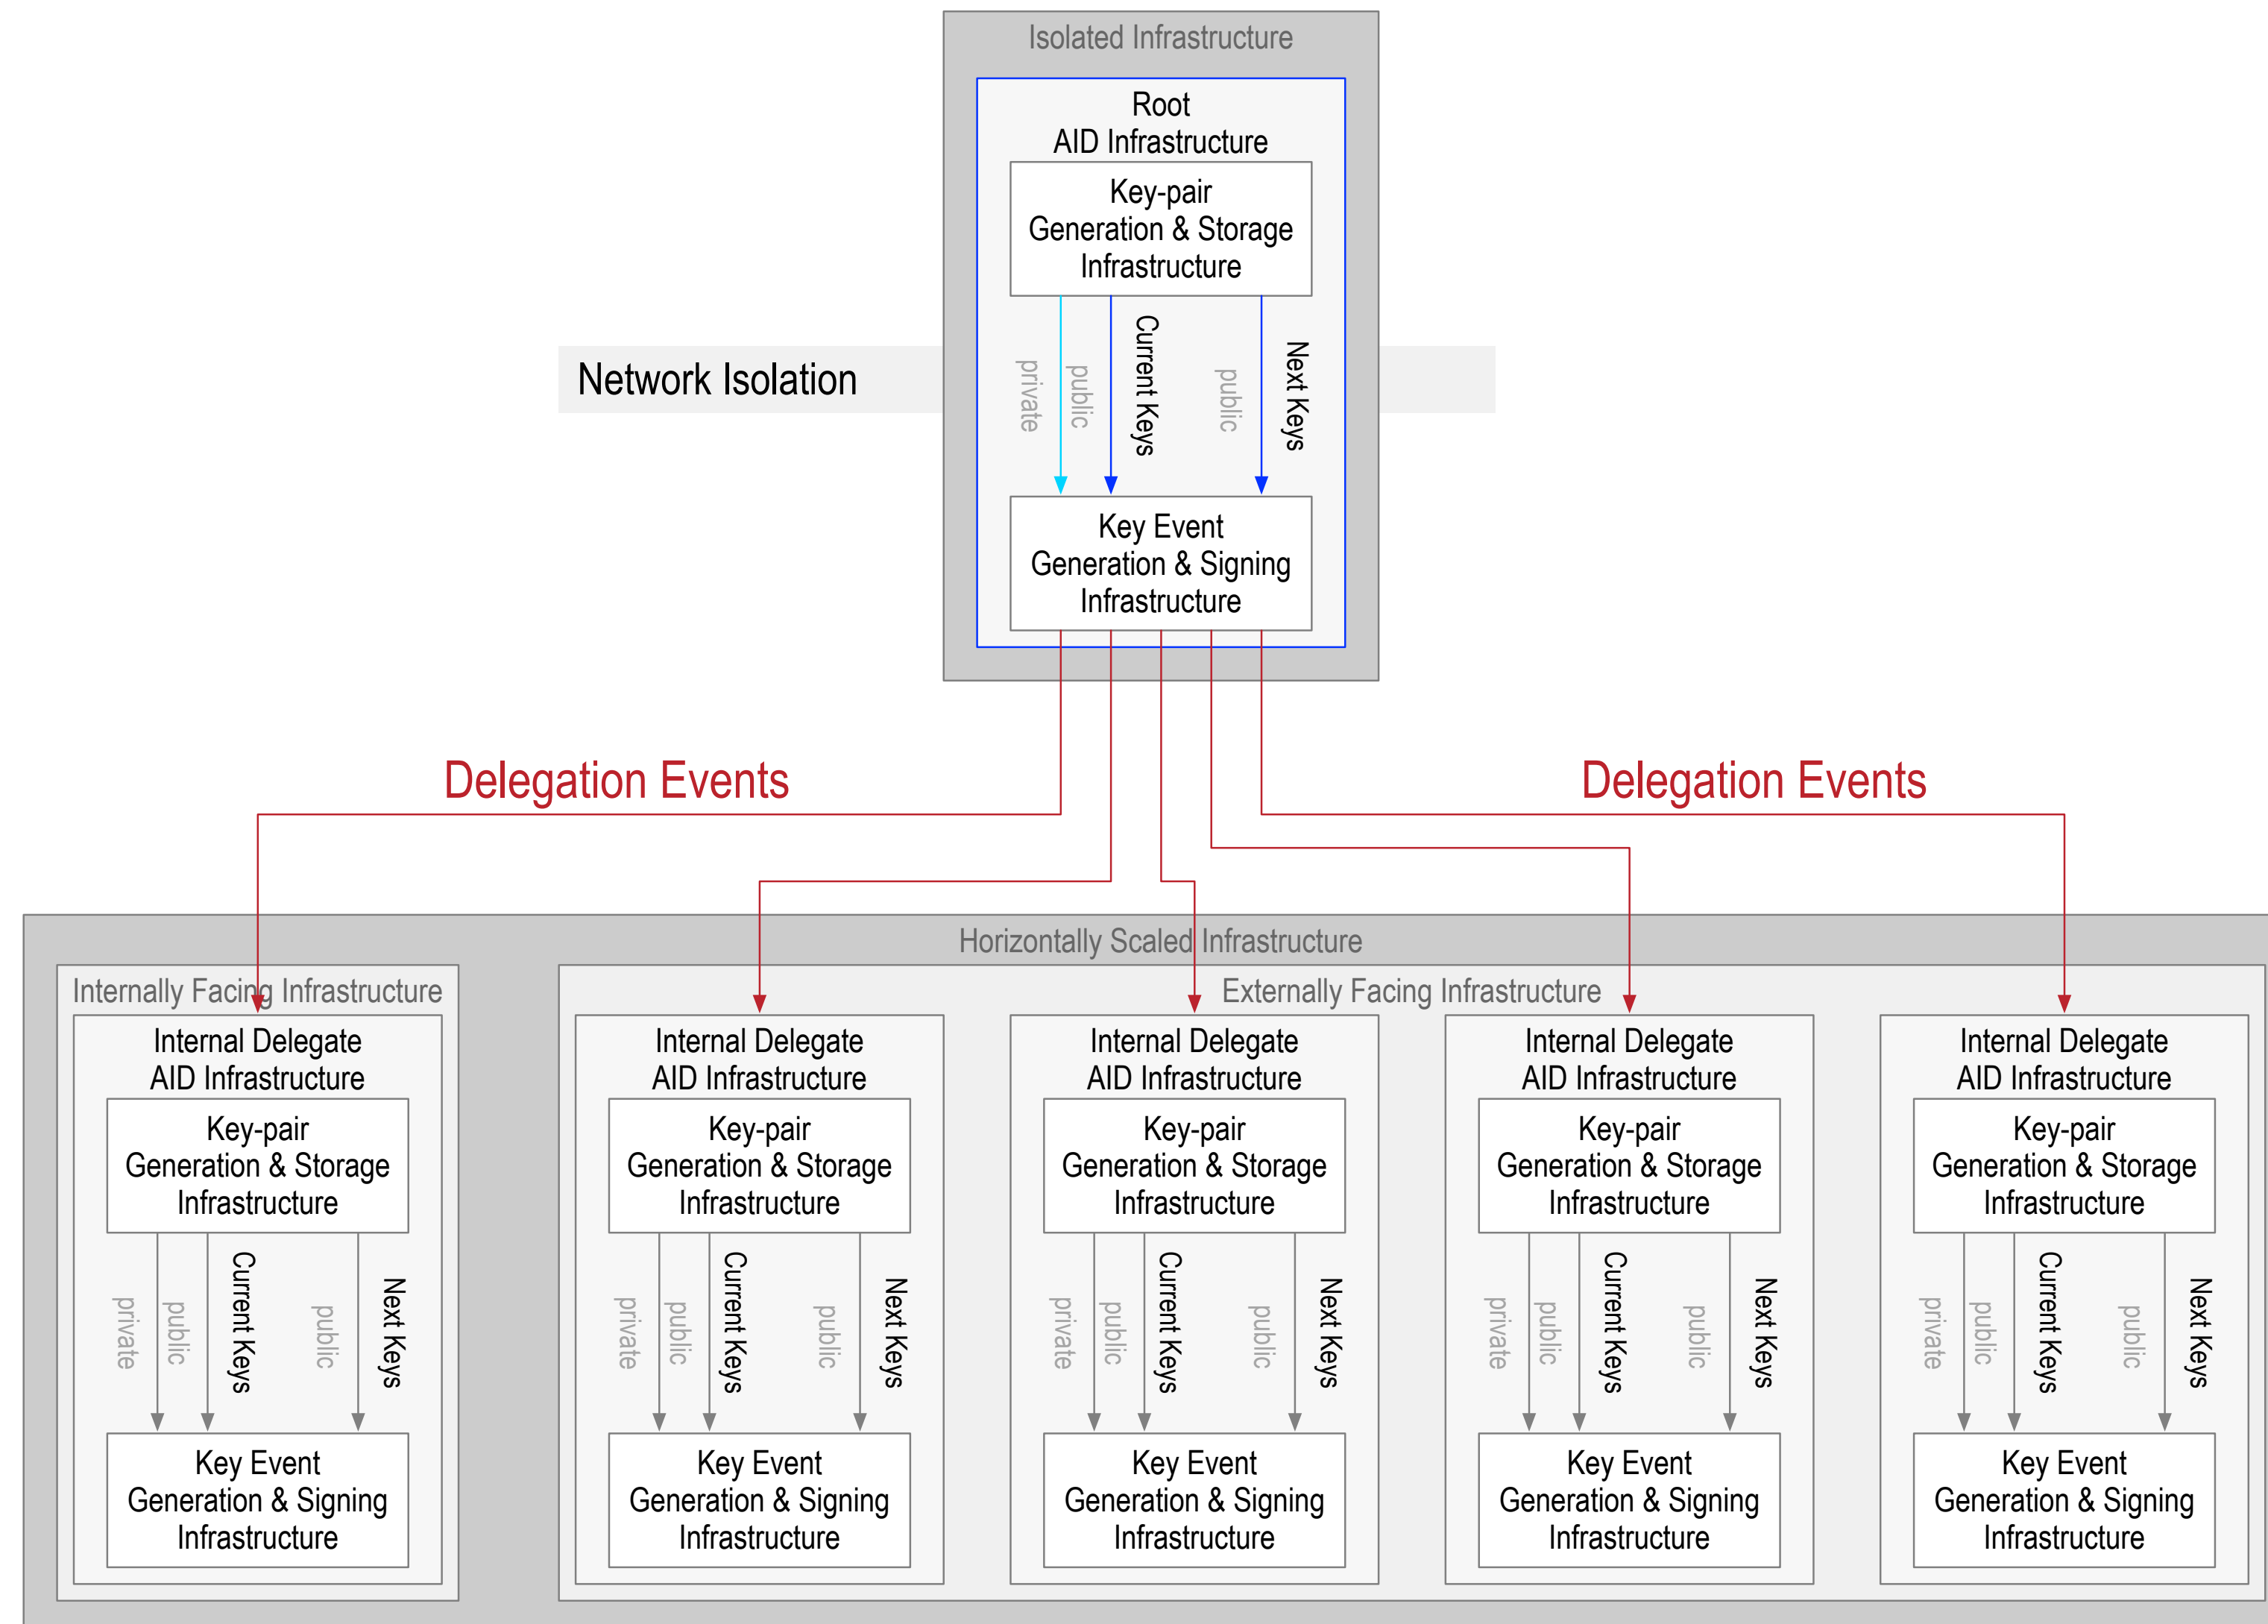 Isolated Infrastructure
Root
AID Infrastructure
Key-pair
Generation & Storage
Infrastructure
Network Isolation
private
public
Current Keys
public
Next Keys
Key Event
Generation & Signing
Infrastructure
Delegation Events
Delegation Events
Horizontally Scaled Infrastructure
Internally Facing Infrastructure
Externally Facing Infrastructure
Internal Delegate
AID Infrastructure
Key-pair
Generation & Storage
Infrastructure
private
public
Current Keys
public
Next Keys
Key Event
Generation & Signing
Infrastructure
Internal Delegate
AID Infrastructure
Key-pair
Generation & Storage
Infrastructure
private
public
Current Keys
public
Next Keys
Key Event
Generation & Signing
Infrastructure
Internal Delegate
AID Infrastructure
Key-pair
Generation & Storage
Infrastructure
private
public
Current Keys
public
Next Keys
Key Event
Generation & Signing
Infrastructure
Internal Delegate
AID Infrastructure
Key-pair
Generation & Storage
Infrastructure
private
public
Current Keys
public
Next Keys
Key Event
Generation & Signing
Infrastructure
Internal Delegate
AID Infrastructure
Key-pair
Generation & Storage
Infrastructure
private
public
Current Keys
public
Next Keys
Key Event
Generation & Signing
Infrastructure